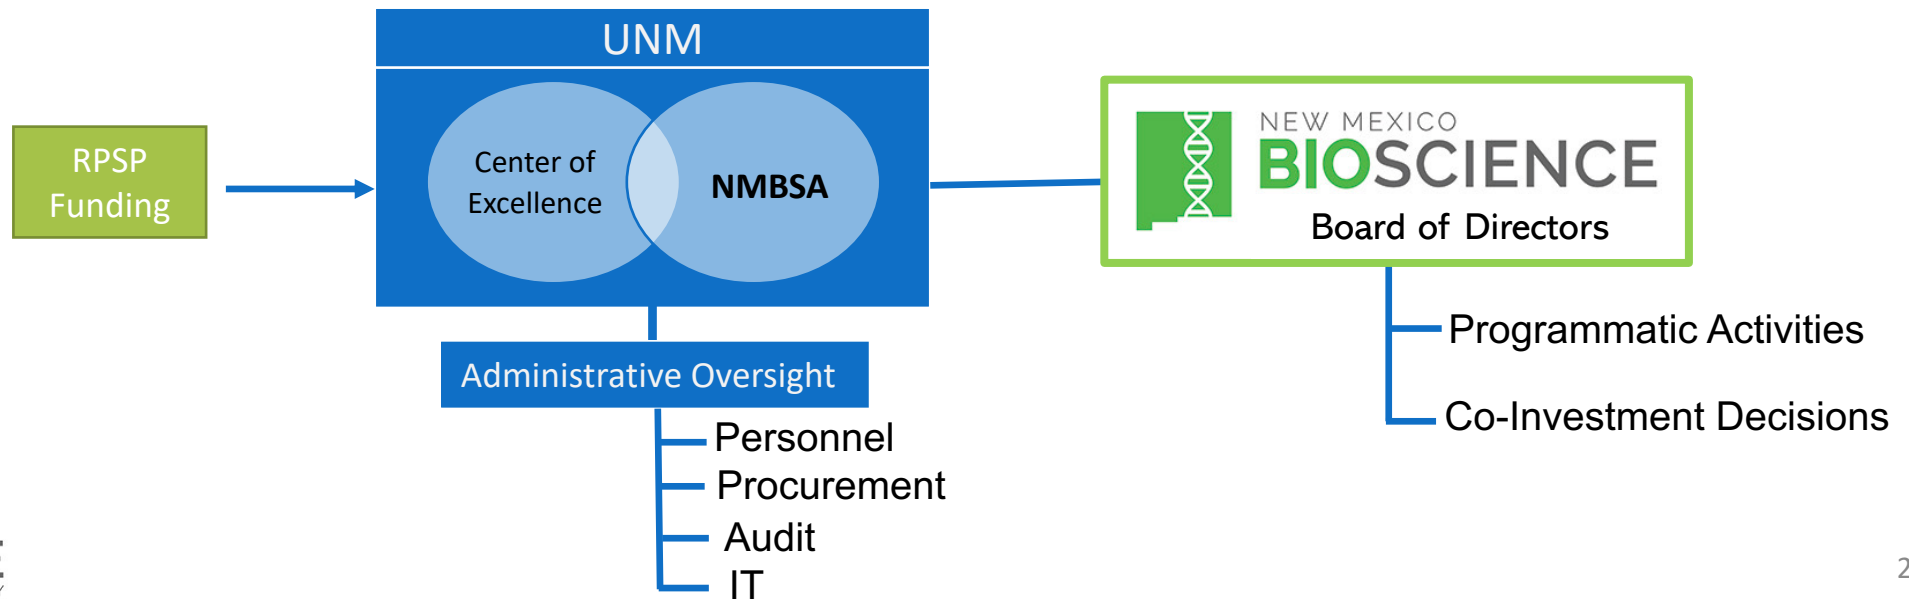 UNM
RPSP
Funding
Center of
Excellence
NMBSA
NEW MEXICO
BIOSCIENCE
Board of Directors
Administrative Oversight
Personnel
Procurement
Audit
IT
Programmatic Activities
Co-Investment Decisions
2